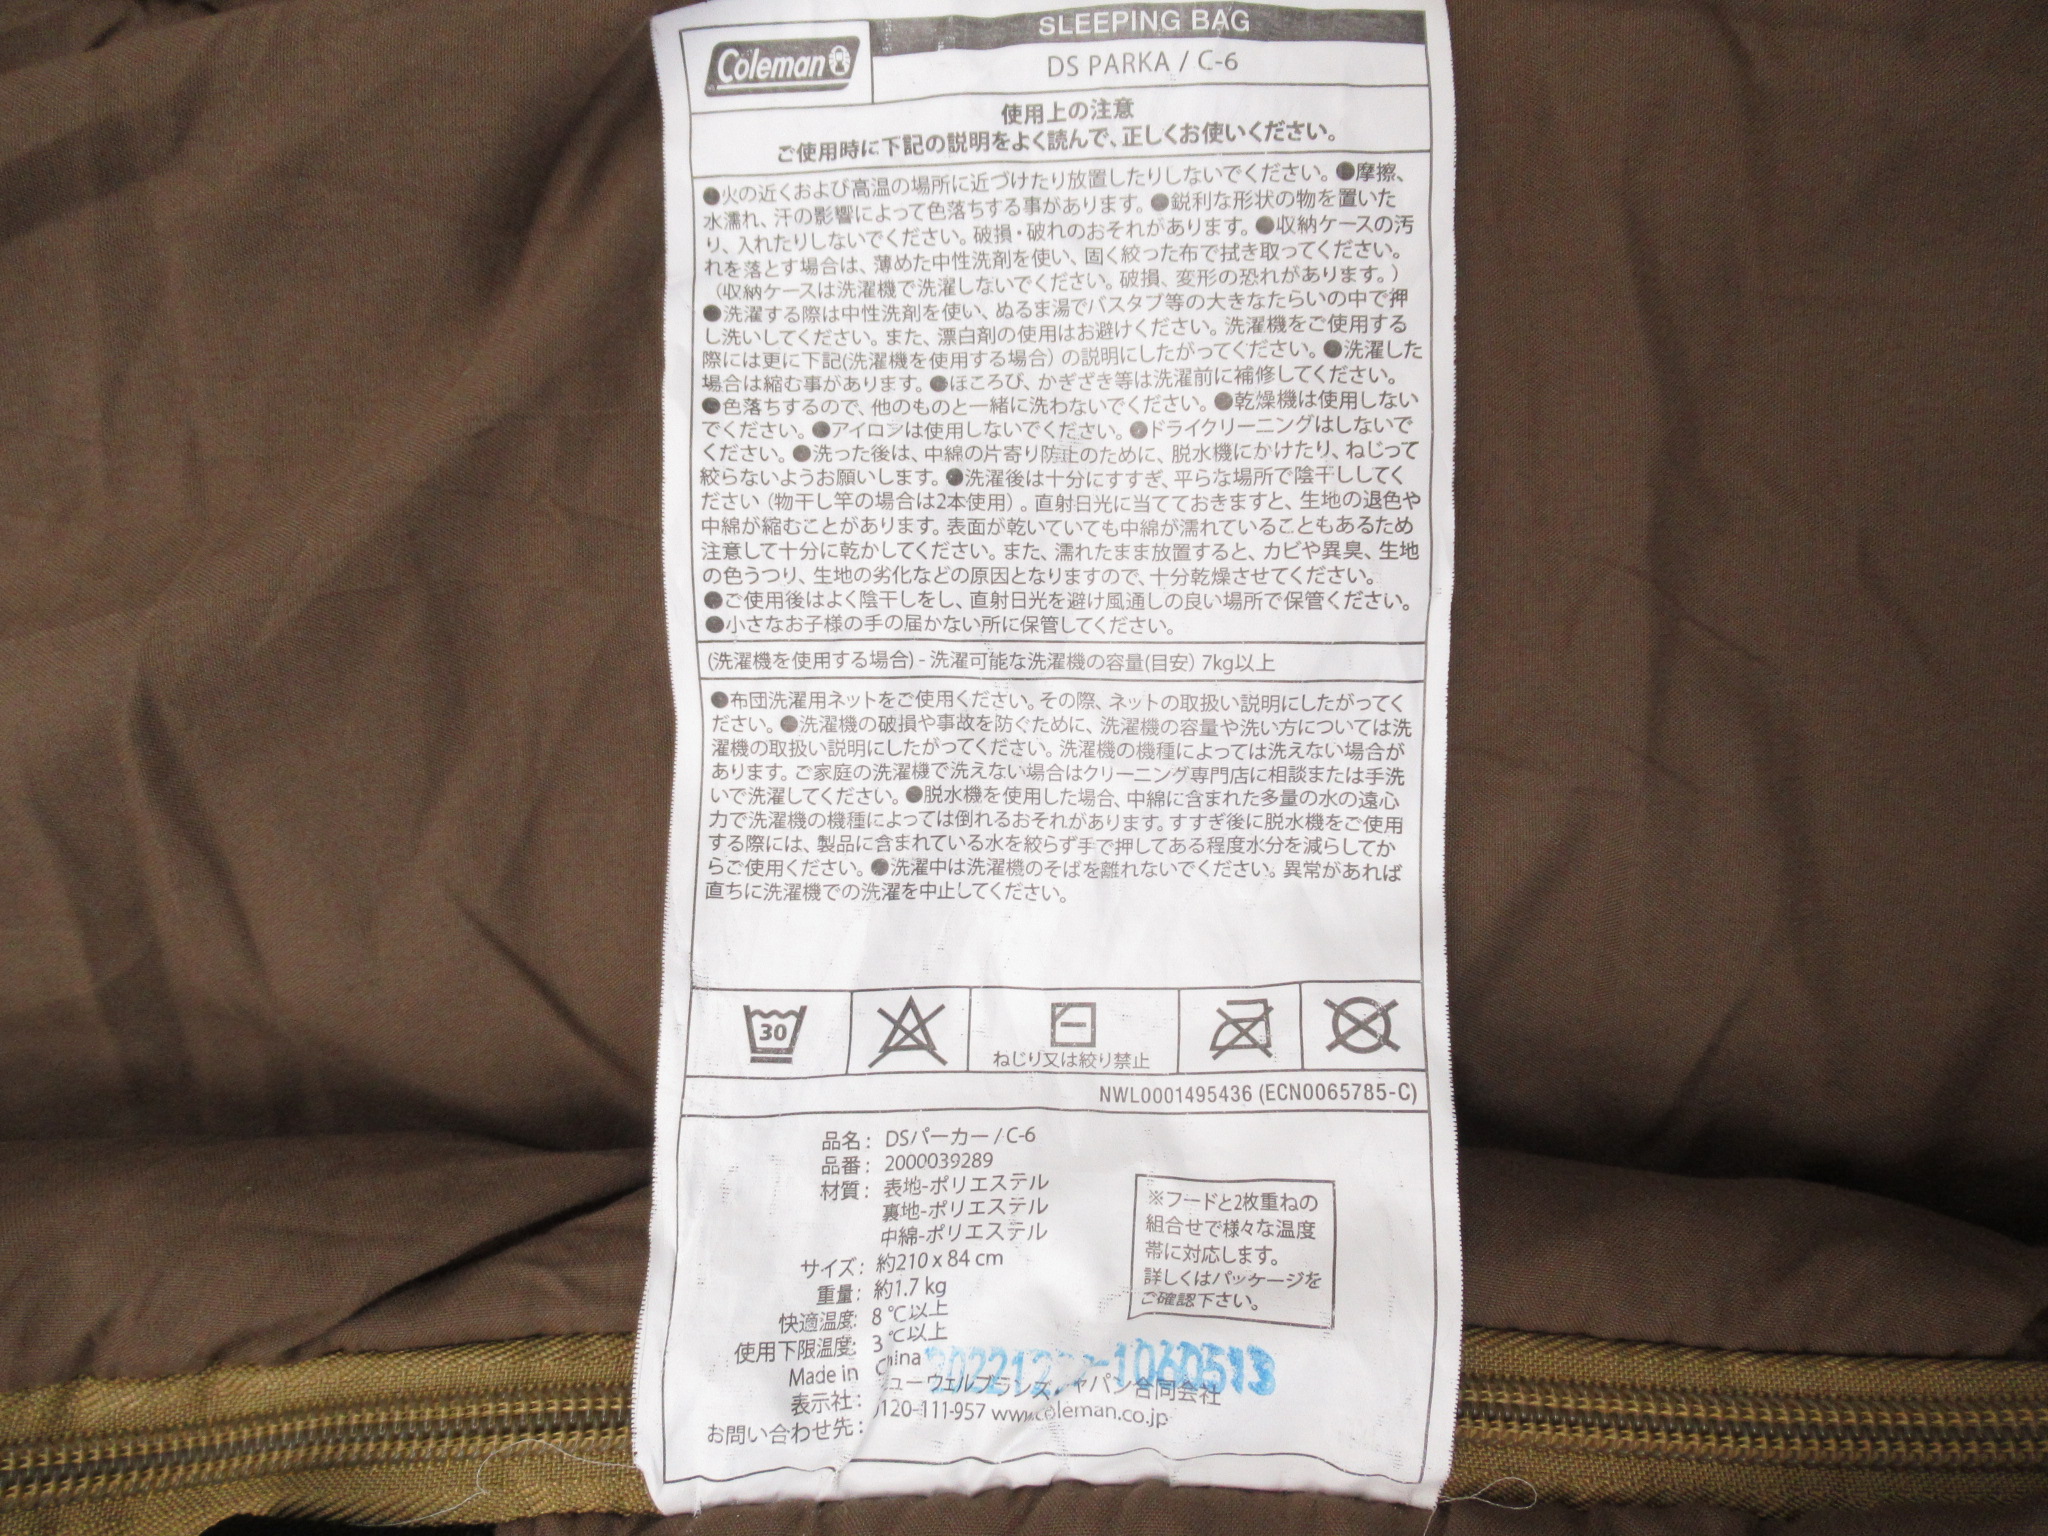 Coleman
SLEEPING BAG
DS PARKA / C-6
使用上の注意
ご使用時に下記の説明をよく読んで、正しくお使いください。
●火の近くおよび高温の場所に近づけたり放置したりしないでください。●摩擦、
水濡れ、汗の影響によって色落ちする事があります。●鋭利な形状の物を置いた
り、入れたりしないでください。破損・破れのおそれがあります。●収納ケースの汚
れを落とす場合は、薄めた中性洗剤を使い、固く絞った布で拭き取ってください。
（収納ケースは洗濯機で洗濯しないでください。破損、変形の恐れがあります。）
●洗濯する際は中性洗剤を使い、ぬるま湯でバスタブ等の大きなたらいの中で押
し洗いしてください。また、漂白剤の使用はお避けください。洗濯機をご使用する
際には更に下記(洗濯機を使用する場合）の説明にしたがってください。●洗濯した
場合は縮む事があります。●ほころび、かぎざき等は洗濯前に補修してください。
●色落ちするので、他のものと一緒に洗わないでください。●乾燥機は使用しない
でください。●アイロンは使用しないでください。●ドライクリーニングはしないで
ください。●洗った後は、中綿の片寄り防止のために、脱水機にかけたり、ねじって
絞らないようお願いします。●洗濯後は十分にすすぎ、平らな場所で陰干ししてく
ださい（物干し竿の場合は2本使用）。直射日光に当てておきますと、生地の退色や
中綿が縮むことがあります。表面が乾いていても中綿が濡れていることもあるため
注意して十分に乾かしてください。また、濡れたまま放置すると、カビや異臭、生地
の色うつり、生地の劣化などの原因となりますので、十分乾燥させてください。
●ご使用後はよく陰干しをし、直射日光を避け風通しの良い場所で保管ください。
●小さなお子様の手の届かない所に保管してください。
(洗濯機を使用する場合) - 洗濯可能な洗濯機の容量(目安) 7kg以上
●布団洗濯用ネットをご使用ください。その際、ネットの取扱い説明にしたがってく
ださい。●洗濯機の破損や事故を防ぐために、洗濯機の容量や洗い方については洗
濯機の取扱い説明にしたがってください。洗濯機の機種によっては洗えない場合が
あります。ご家庭の洗濯機で洗えない場合はクリーニング専門店に相談または手洗
いで洗濯してください。●脱水機を使用した場合、中綿に含まれた多量の水の遠心
力で洗濯機の機種によっては倒れるおそれがあります。すすぎ後に脱水機をご使用
する際には、製品に含まれている水を絞らず手で押してある程度水分を減らしてか
らご使用ください。●洗濯中は洗濯機のそばを離れないでください。異常があれば
直ちに洗濯機での洗濯を中止してください。
30
ねじり又は絞り禁止
NWL0001495436 (ECN0065785-C)
品名： DSパーカー / C-6
品番： 2000039289
材質： 表地-ポリエステル
裏地-ポリエステル
中綿-ポリエステル
サイズ： 約210 x 84 cm
重量： 約1.7 kg
快適温度: 8 ℃以上
使用下限温度: 3 ℃以上
Made in China
表示社： ューウェルブランズ・ジャパン合同会社
お問い合わせ先： 120-111-957 www.coleman.co.jp
※フードと2枚重ねの
組合せで様々な温度
帯に対応します。
詳しくはパッケージを
ご確認下さい。
-1060513